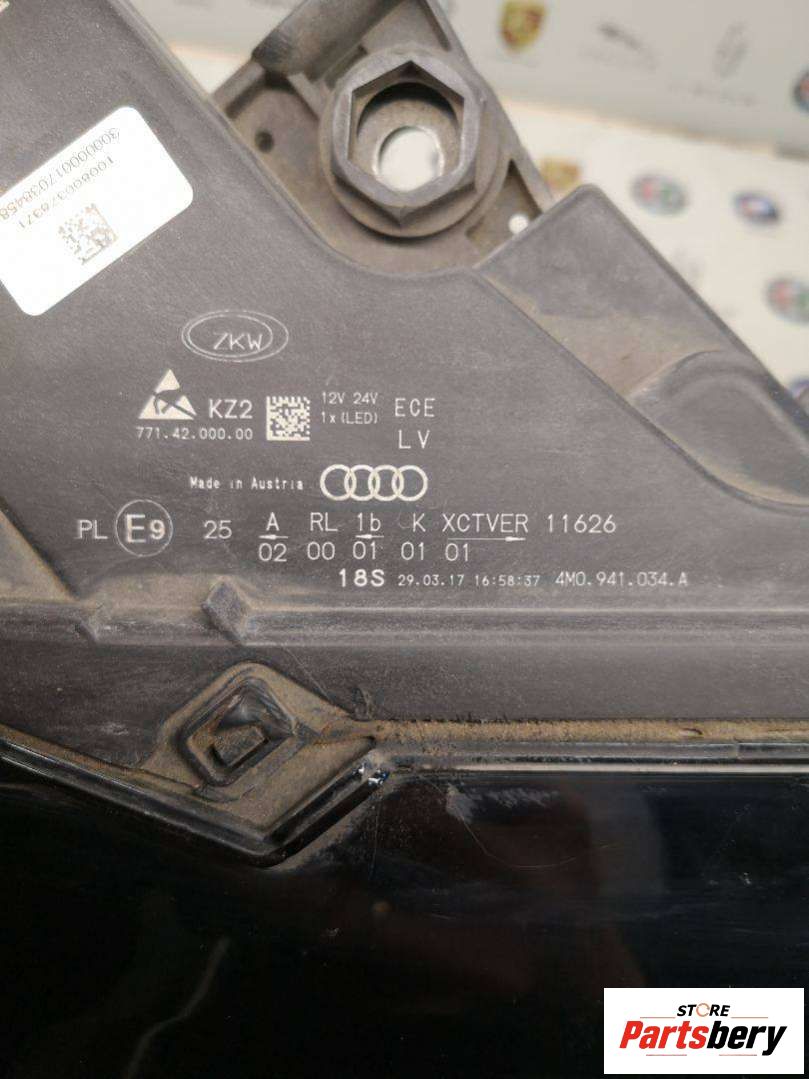 ZKW
KZ2
771.42.000.00
12V 24V
1x(LED)
ECE
LV
Made in Austria
PL E9 25 A RL 1b K XCTVER 11626
02 00 01 01 01
18S 29.03.17 16:58:37 4M0.941.034.A
STORE
Partsbery